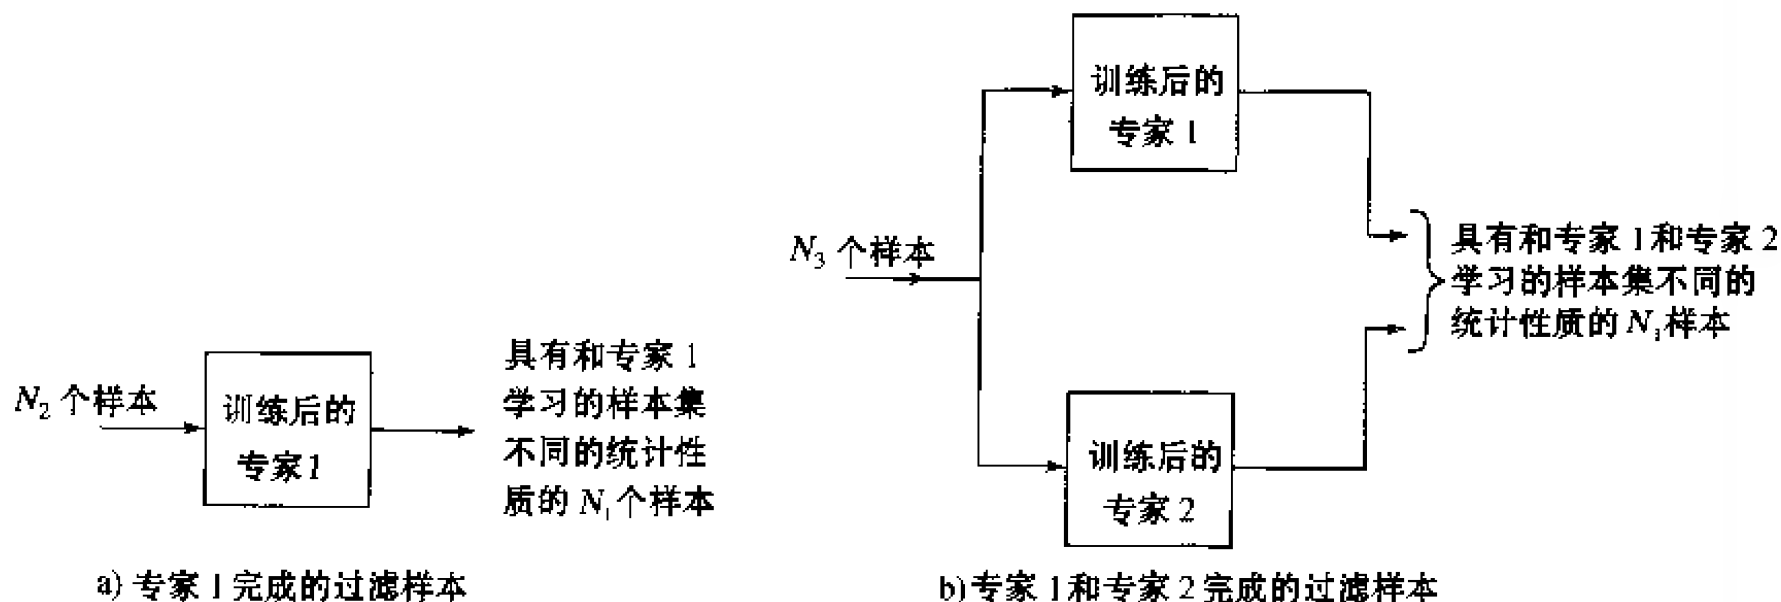 N₂ 个样本
训练后的
专家1
具有和专家 1
学习的样本集
不同的统计性
质的 N₁个样本
a) 专家 1 完成的过滤样本
N₃ 个样本
训练后的
专家 1
训练后的
专家 2
具有和专家 1和专家 2
学习的样本集不同的
统计性质的 N₁样本
b)专家 1和专家 2 完成的过滤样本